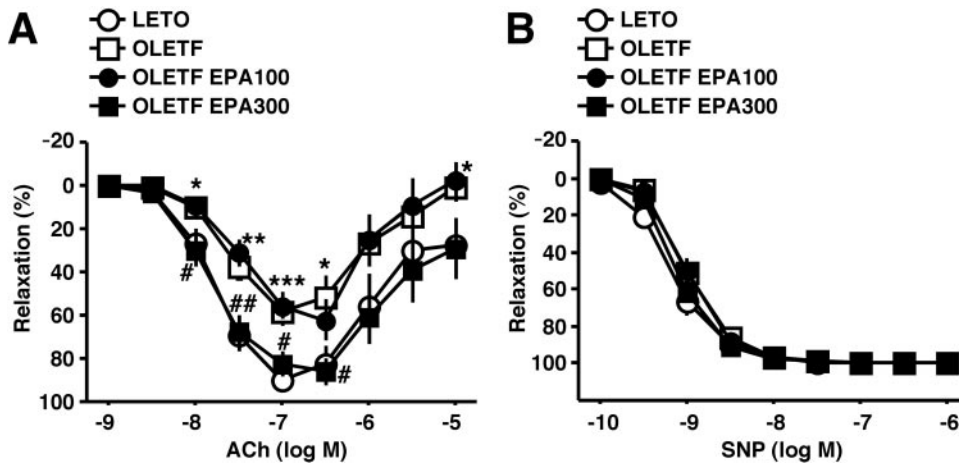 A
LETO
OLETF
OLETF EPA100
OLETF EPA300
Relaxation (%)
-20
0
20
40
60
80
100
*
**
***
*
*
#
##
#
#
-9
-8
-7
-6
-5
ACh (log M)
B
LETO
OLETF
OLETF EPA100
OLETF EPA300
Relaxation (%)
-20
0
20
40
60
80
100
-10
-9
-8
-7
-6
SNP (log M)